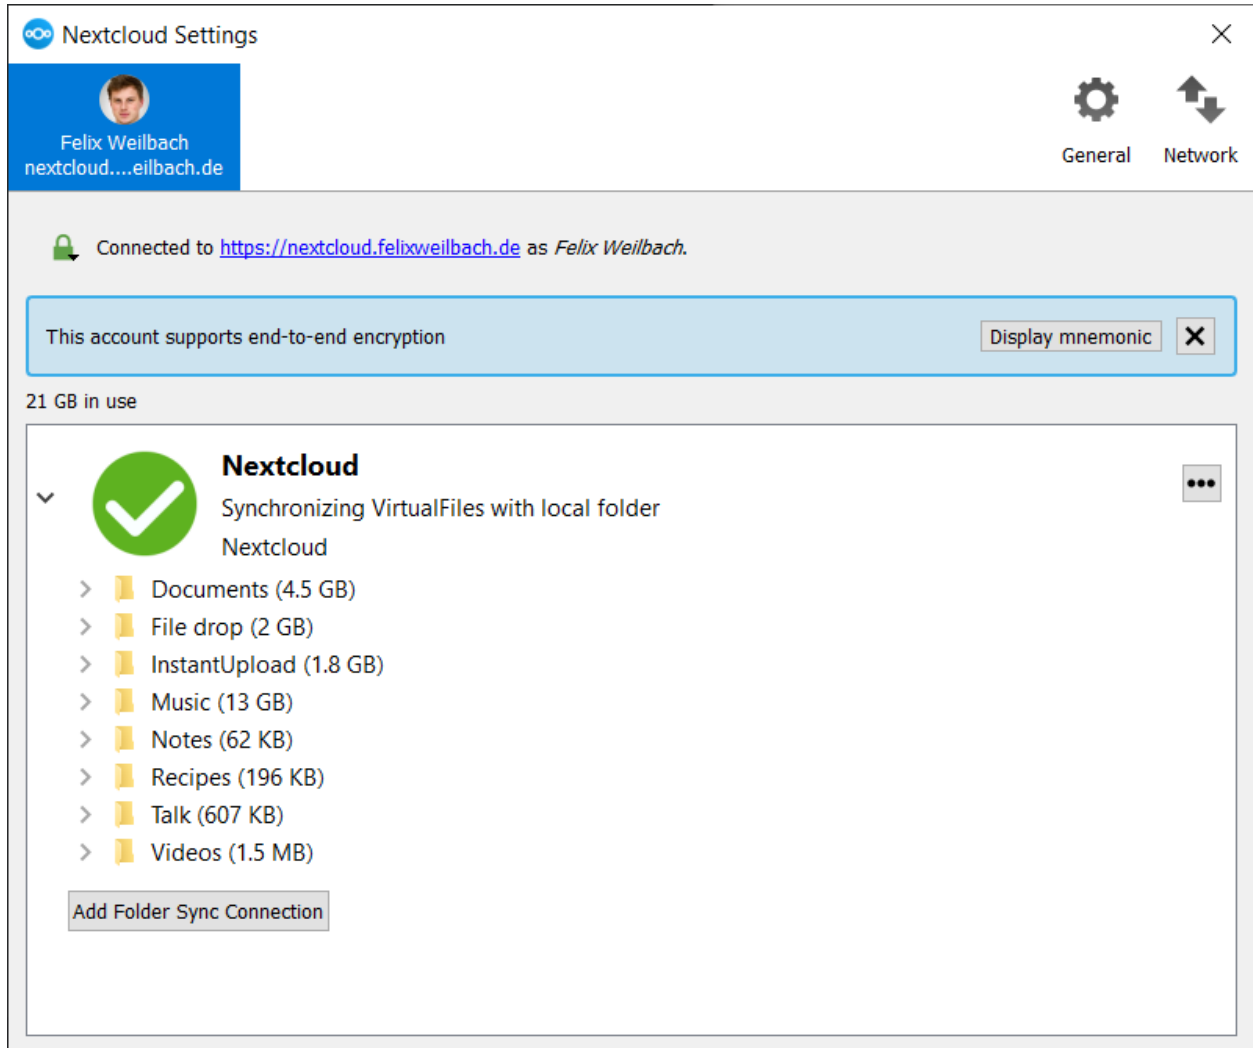 Nextcloud Settings
Felix Weilbach
nextcloud....eilbach.de
General
Network
Connected to https://nextcloud.felixweilbach.de as Felix Weilbach.
This account supports end-to-end encryption
Display mnemonic
21 GB in use
Nextcloud
Synchronizing VirtualFiles with local folder
Nextcloud
Documents (4.5 GB)
File drop (2 GB)
InstantUpload (1.8 GB)
Music (13 GB)
Notes (62 KB)
Recipes (196 KB)
Talk (607 KB)
Videos (1.5 MB)
Add Folder Sync Connection